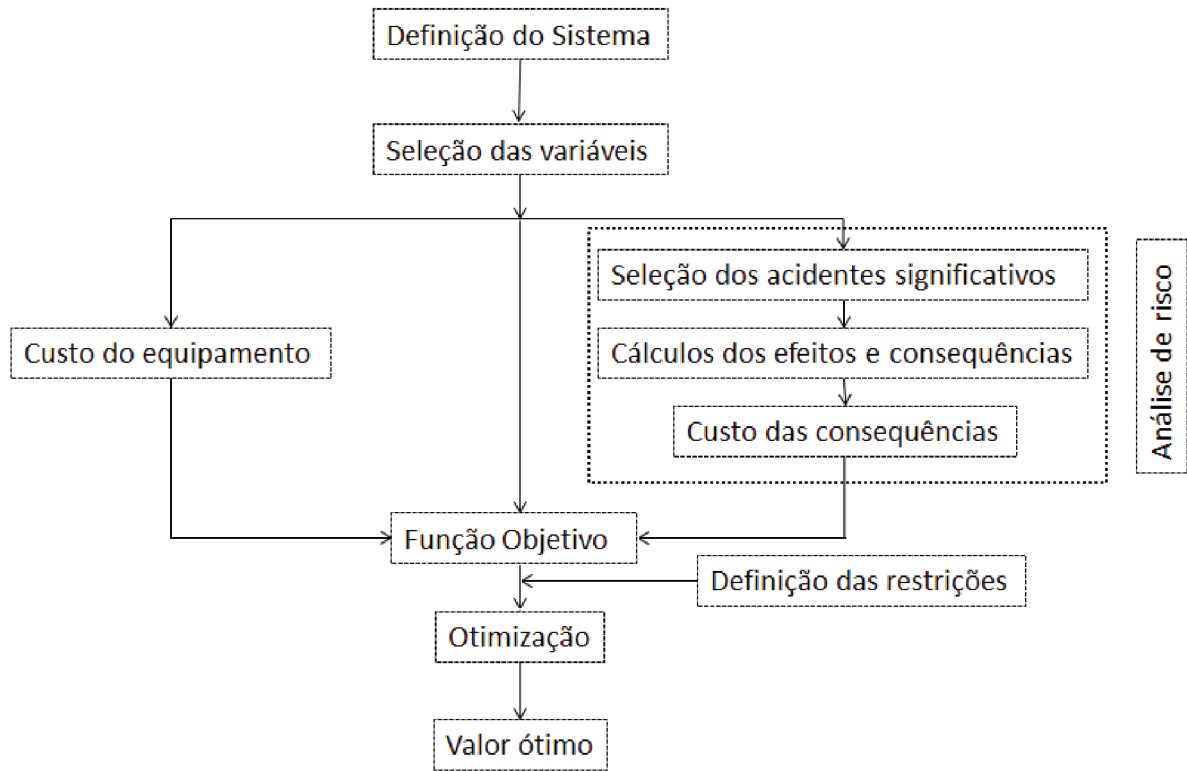 Definição do Sistema
Seleção das variáveis
Seleção dos acidentes significativos
Custo do equipamento
Cálculos dos efeitos e consequências
Custo das consequências
Análise de risco
Função Objetivo
Definição das restrições
Otimização
Valor ótimo